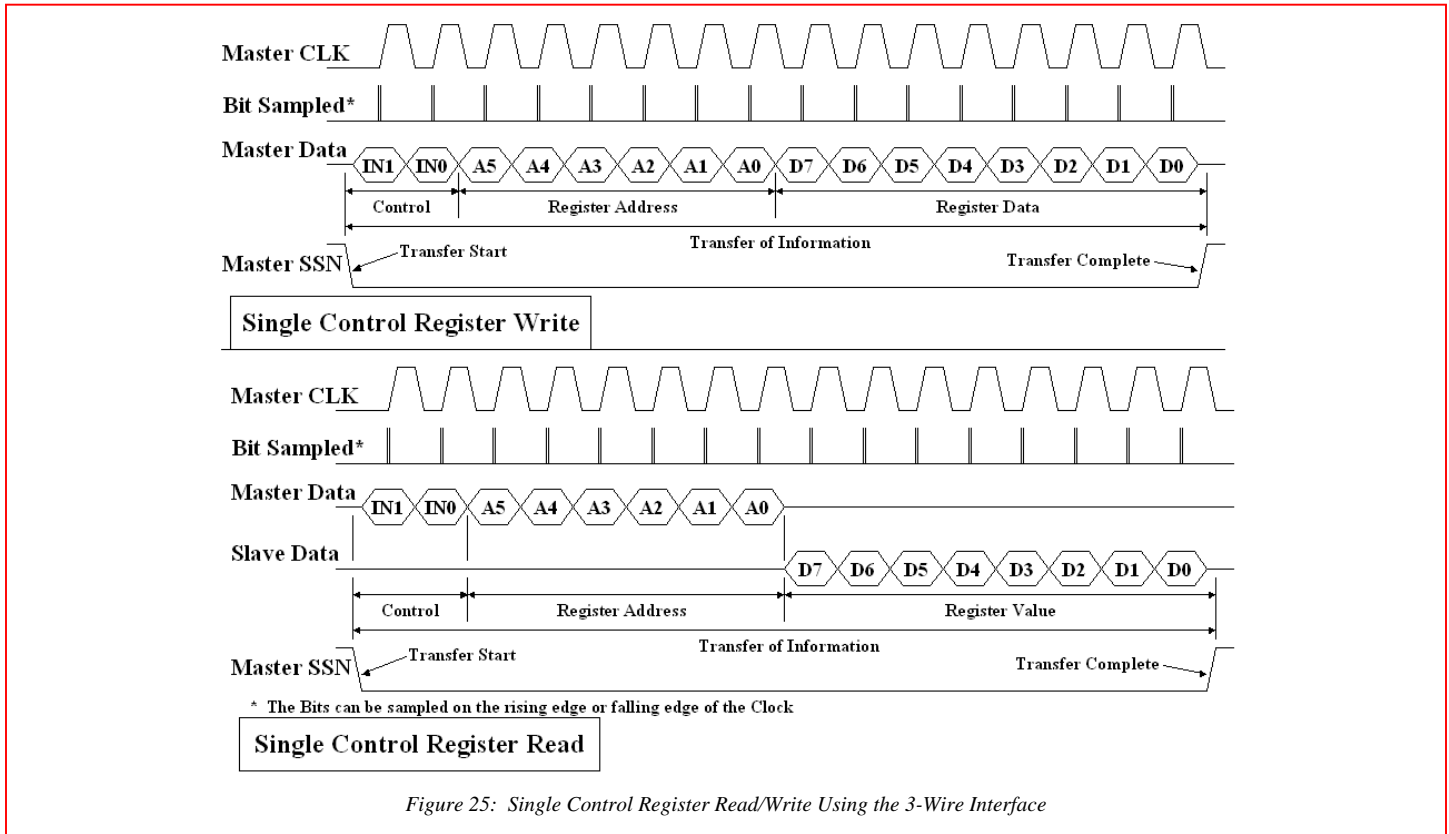 Master CLK
Bit Sampled*
Master Data IN1 IN0 A5 A4 A3 A2 A1 A0 D7 D6 D5 D4 D3 D2 D1 D0
Control Register Address Register Data
Transfer of Information
Transfer Start
Master SSN Transfer Complete
Single Control Register Write
Master CLK
Bit Sampled*
Master Data IN1 IN0 A5 A4 A3 A2 A1 A0
Slave Data D7 D6 D5 D4 D3 D2 D1 D0
Control Register Address Register Value
Transfer of Information
Transfer Start
Master SSN Transfer Complete
* The Bits can be sampled on the rising edge or falling edge of the Clock
Single Control Register Read
Figure 25: Single Control Register Read/Write Using the 3-Wire Interface